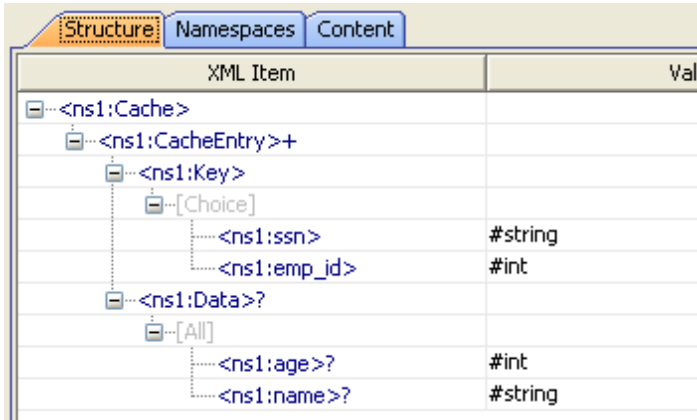 Structure Namespaces Content
XML Item Val
<ns1:Cache>
<ns1:CacheEntry>+
<ns1:Key>
[Choice]
<ns1:ssn> #string
<ns1:emp_id> #int
<ns1:Data>?
[All]
<ns1:age>? #int
<ns1:name>? #string